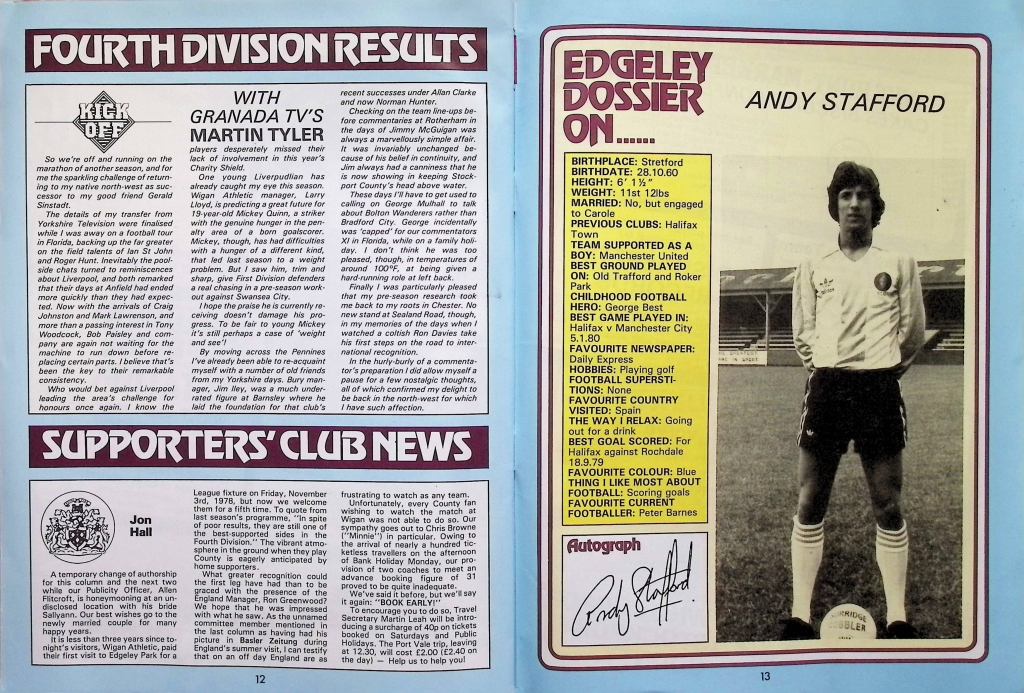 FOURTH DIVISION RESULTS
KICK
OFF
So we're off and running on the
marathon of another season, and for
me the sparkling challenge of return-
ing to my native north-west as suc-
cessor to my good friend Gerald
Sinstadt.
The details of my transfer from
Yorkshire Television were finalised
while I was away on a football tour
in Florida, backing up the far greater
on the field talents of Ian St John
and Roger Hunt. Inevitably the pool-
side chats turned to reminiscences
about Liverpool, and both remarked
that their days at Anfield had ended
more quickly than they had expec-
ted. Now with the arrivals of Craig
Johnston and Mark Lawrenson, and
more than a passing interest in Tony
Woodcock, Bob Paisley and com-
pany are again not waiting for the
machine to run down before re-
placing certain parts. I believe that's
been the key to their remarkable
consistency.
Who would bet against Liverpool
leading the area's challenge for
honours once again. I know the
WITH
GRANADA TV'S
MARTIN TYLER
players desperately missed their
lack of involvement in this year's
Charity Shield.
One young Liverpudlian has
already caught my eye this season.
Wigan Athletic manager, Larry
Lloyd, is predicting a great future for
19-year-old Mickey Quinn, a striker
with the genuine hunger in the pen-
alty area of a born goalscorer.
Mickey, though, has had difficulties
with a hunger of a different kind,
that led last season to a weight
problem. But I saw him, trim and
sharp, give First Division defenders
a real chasing in a pre-season work-
out against Swansea City.
I hope the praise he is currently re-
ceiving doesn't damage his pro-
gress. To be fair to young Mickey
it's still perhaps a case of 'weight
and see'!
By moving across the Pennines
I've already been able to re-acquaint
myself with a number of old friends
from my Yorkshire days. Bury man-
ager, Jim Iley, was a much under-
rated figure at Barnsley where he
laid the foundation for that club's
recent successes under Allan Clarke
and now Norman Hunter.
Checking on the team line-ups be-
fore commentaries at Rotherham in
the days of Jimmy McGuigan was
always a marvellously simple affair.
It was invariably unchanged be-
cause of his belief in continuity, and
Jim always had a canniness that he
is now showing in keeping Stock-
port County's head above water.
These days I'll have to get used to
calling on George Mulhall to talk
about Bolton Wanderers rather than
Bradford City. George incidentally
was 'capped' for our commentators
XI in Florida, while on a family holi-
day. I don't think he was too
pleased, though, in temperatures of
around 100°F, at being given a
hard-running role at left back.
Finally I was particularly pleased
that my pre-season research took
me back to my roots in Chester. No
new stand at Sealand Road, though,
in my memories of the days when I
watched a coltish Ron Davies take
his first steps on the road to inter-
national recognition.
In the hurly-burly of a commenta-
tor's preparation I did allow myself a
pause for a few nostalgic thoughts,
all of which confirmed my delight to
be back in the north-west for which
I have such affection.
SUPPORTERS' CLUB NEWS
Jon
Hall
A temporary change of authorship
for this column and the next two
while our Publicity Officer, Allen
Flitcroft, is honeymooning at an un-
disclosed location with his bride
Sallyann. Our best wishes go to the
newly married couple for many
happy years.
It is less than three years since to-
night's visitors, Wigan Athletic, paid
their first visit to Edgeley Park for a
League fixture on Friday, November
3rd, 1978, but now we welcome
them for a fifth time. To quote from
last season's programme, "In spite
of poor results, they are still one of
the best-supported sides in the
Fourth Division." The vibrant atmo-
sphere in the ground when they play
County is eagerly anticipated by
home supporters.
What greater recognition could
the first leg have had than to be
graced with the presence of the
England Manager, Ron Greenwood?
We hope that he was impressed
with what he saw. As the unnamed
committee member mentioned in
the last column as having had his
picture in Basler Zeitung during
England's summer visit, I can testify
that on an off day England are as
frustrating to watch as any team.
Unfortunately, every County fan
wishing to watch the match at
Wigan was not able to do so. Our
sympathy goes out to Chris Browne
("Minnie") in particular. Owing to
the arrival of nearly a hundred tic-
ketless travellers on the afternoon
of Bank Holiday Monday, our pro-
vision of two coaches to meet an
advance booking figure of 31
proved to be quite inadequate.
We've said it before, but we'll say
it again: "BOOK EARLY!"
To encourage you to do so, Travel
Secretary Martin Leah will be intro-
ducing a surcharge of 40p on tickets
booked on Saturdays and Public
Holidays. The Port Vale trip, leaving
at 12.30, will cost £2.00 (£2.40 on
the day) — Help us to help you!
12
EDGELEY
DOSSIER
ON......
ANDY STAFFORD
BIRTHPLACE: Stretford
BIRTHDATE: 28.10.60
HEIGHT: 6' 1½"
WEIGHT: 11st 12lbs
MARRIED: No, but engaged
to Carole
PREVIOUS CLUBS: Halifax
Town
TEAM SUPPORTED AS A
BOY: Manchester United
BEST GROUND PLAYED
ON: Old Trafford and Roker
Park
CHILDHOOD FOOTBALL
HERO: George Best
BEST GAME PLAYED IN:
Halifax v Manchester City
5.1.80
FAVOURITE NEWSPAPER:
Daily Express
HOBBIES: Playing golf
FOOTBALL SUPERSTI-
TIONS: None
FAVOURITE COUNTRY
VISITED: Spain
THE WAY I RELAX: Going
out for a drink
BEST GOAL SCORED: For
Halifax against Rochdale
18.9.79
FAVOURITE COLOUR: Blue
THING I LIKE MOST ABOUT
FOOTBALL: Scoring goals
FAVOURITE CURRENT
FOOTBALLER: Peter Barnes
Autograph
Andy Stafford
adidas
13